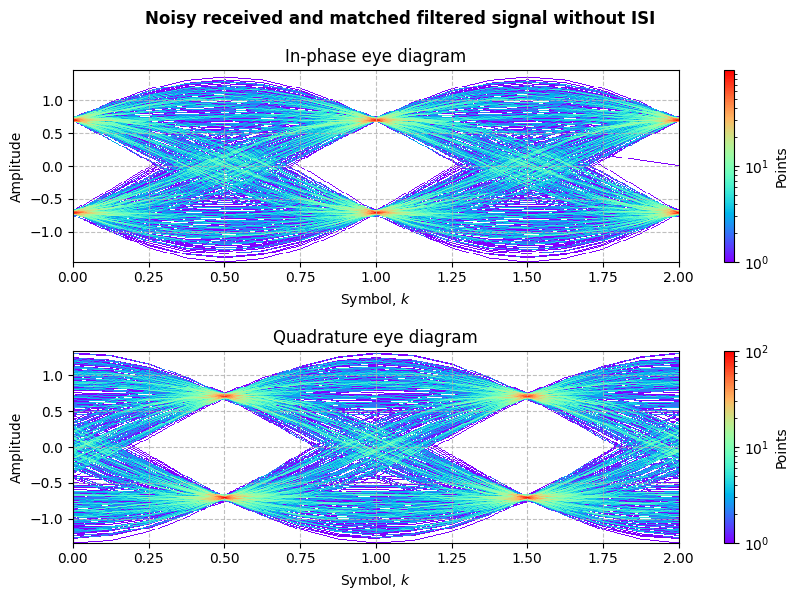 Noisy received and matched filtered signal without ISI
In-phase eye diagram
1.0
0.5
0.0
−0.5
−1.0
Amplitude
0.00 0.25 0.50 0.75 1.00 1.25 1.50 1.75 2.00
Symbol, k
10¹
10⁰
Points
Quadrature eye diagram
1.0
0.5
0.0
−0.5
−1.0
Amplitude
0.00 0.25 0.50 0.75 1.00 1.25 1.50 1.75 2.00
Symbol, k
10²
10¹
10⁰
Points